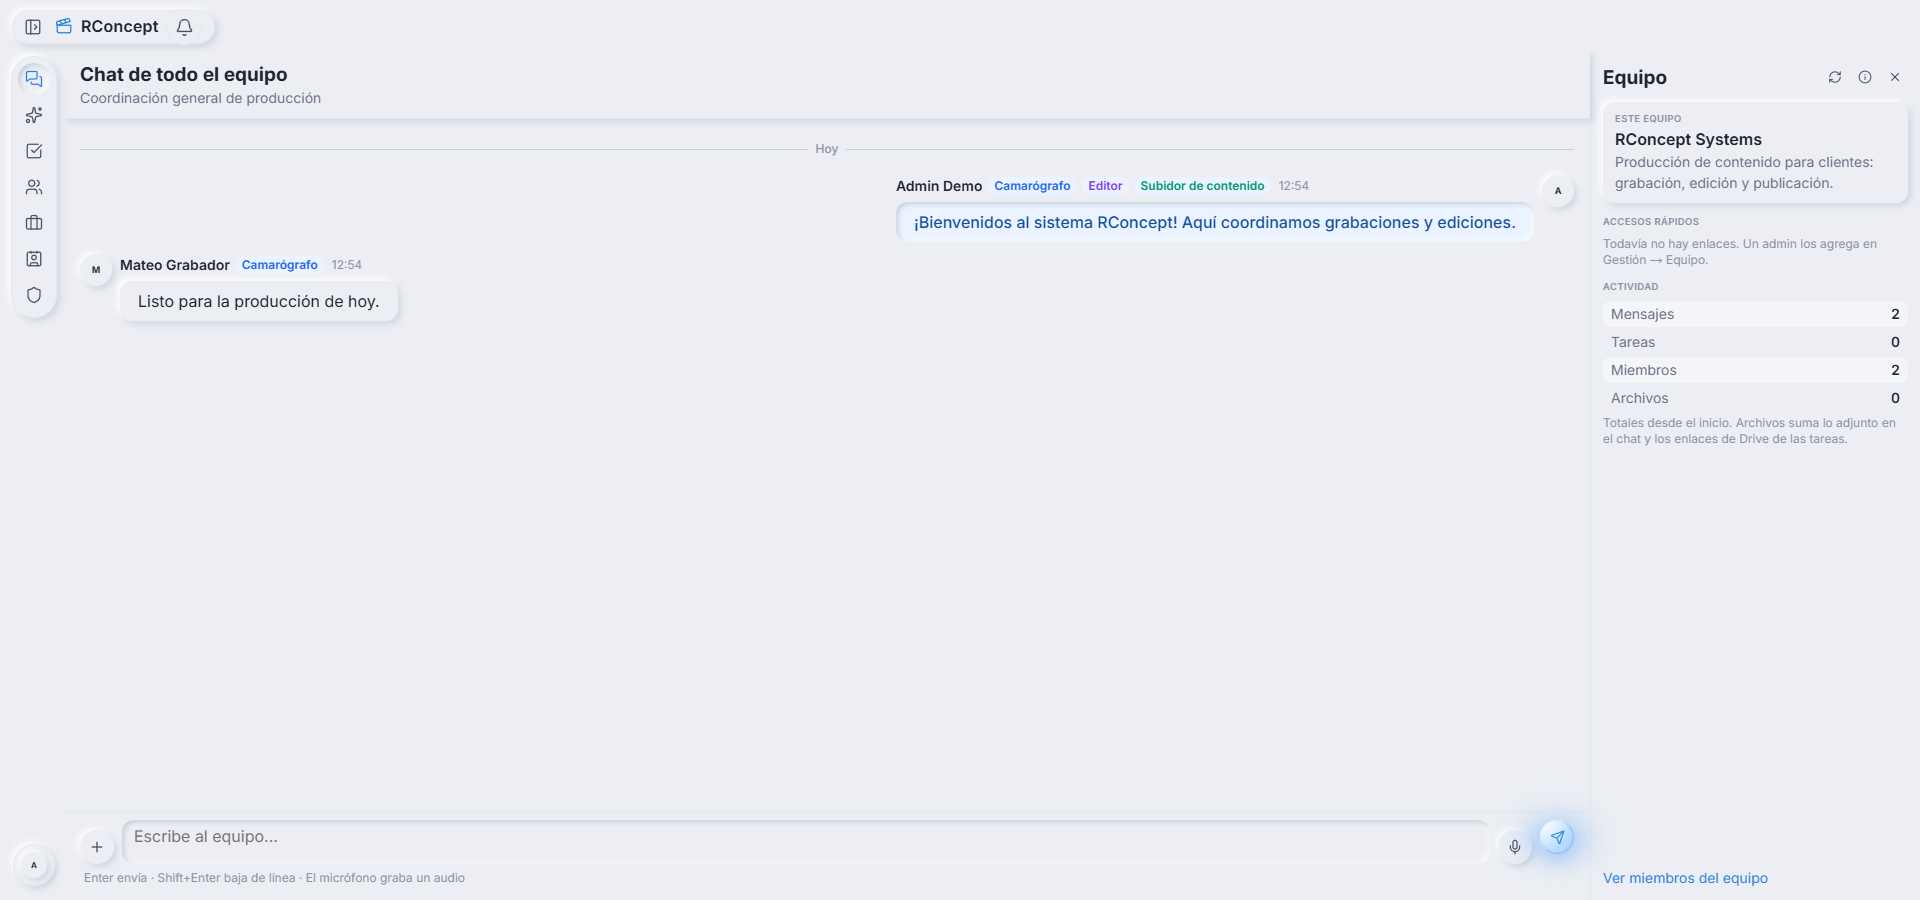 RConcept
Chat de todo el equipo
Coordinación general de producción
Hoy
Admin Demo Camarógrafo Editor Subidor de contenido 12:54
A
¡Bienvenidos al sistema RConcept! Aquí coordinamos grabaciones y ediciones.
M
Mateo Grabador Camarógrafo 12:54
Listo para la producción de hoy.
Escribe al equipo...
Enter envía · Shift+Enter baja de línea · El micrófono graba un audio
A
Equipo
ESTE EQUIPO
RConcept Systems
Producción de contenido para clientes:
grabación, edición y publicación.
ACCESOS RÁPIDOS
Todavía no hay enlaces. Un admin los agrega en
Gestión → Equipo.
ACTIVIDAD
Mensajes 2
Tareas 0
Miembros 2
Archivos 0
Totales desde el inicio. Archivos suma lo adjunto en
el chat y los enlaces de Drive de las tareas.
Ver miembros del equipo